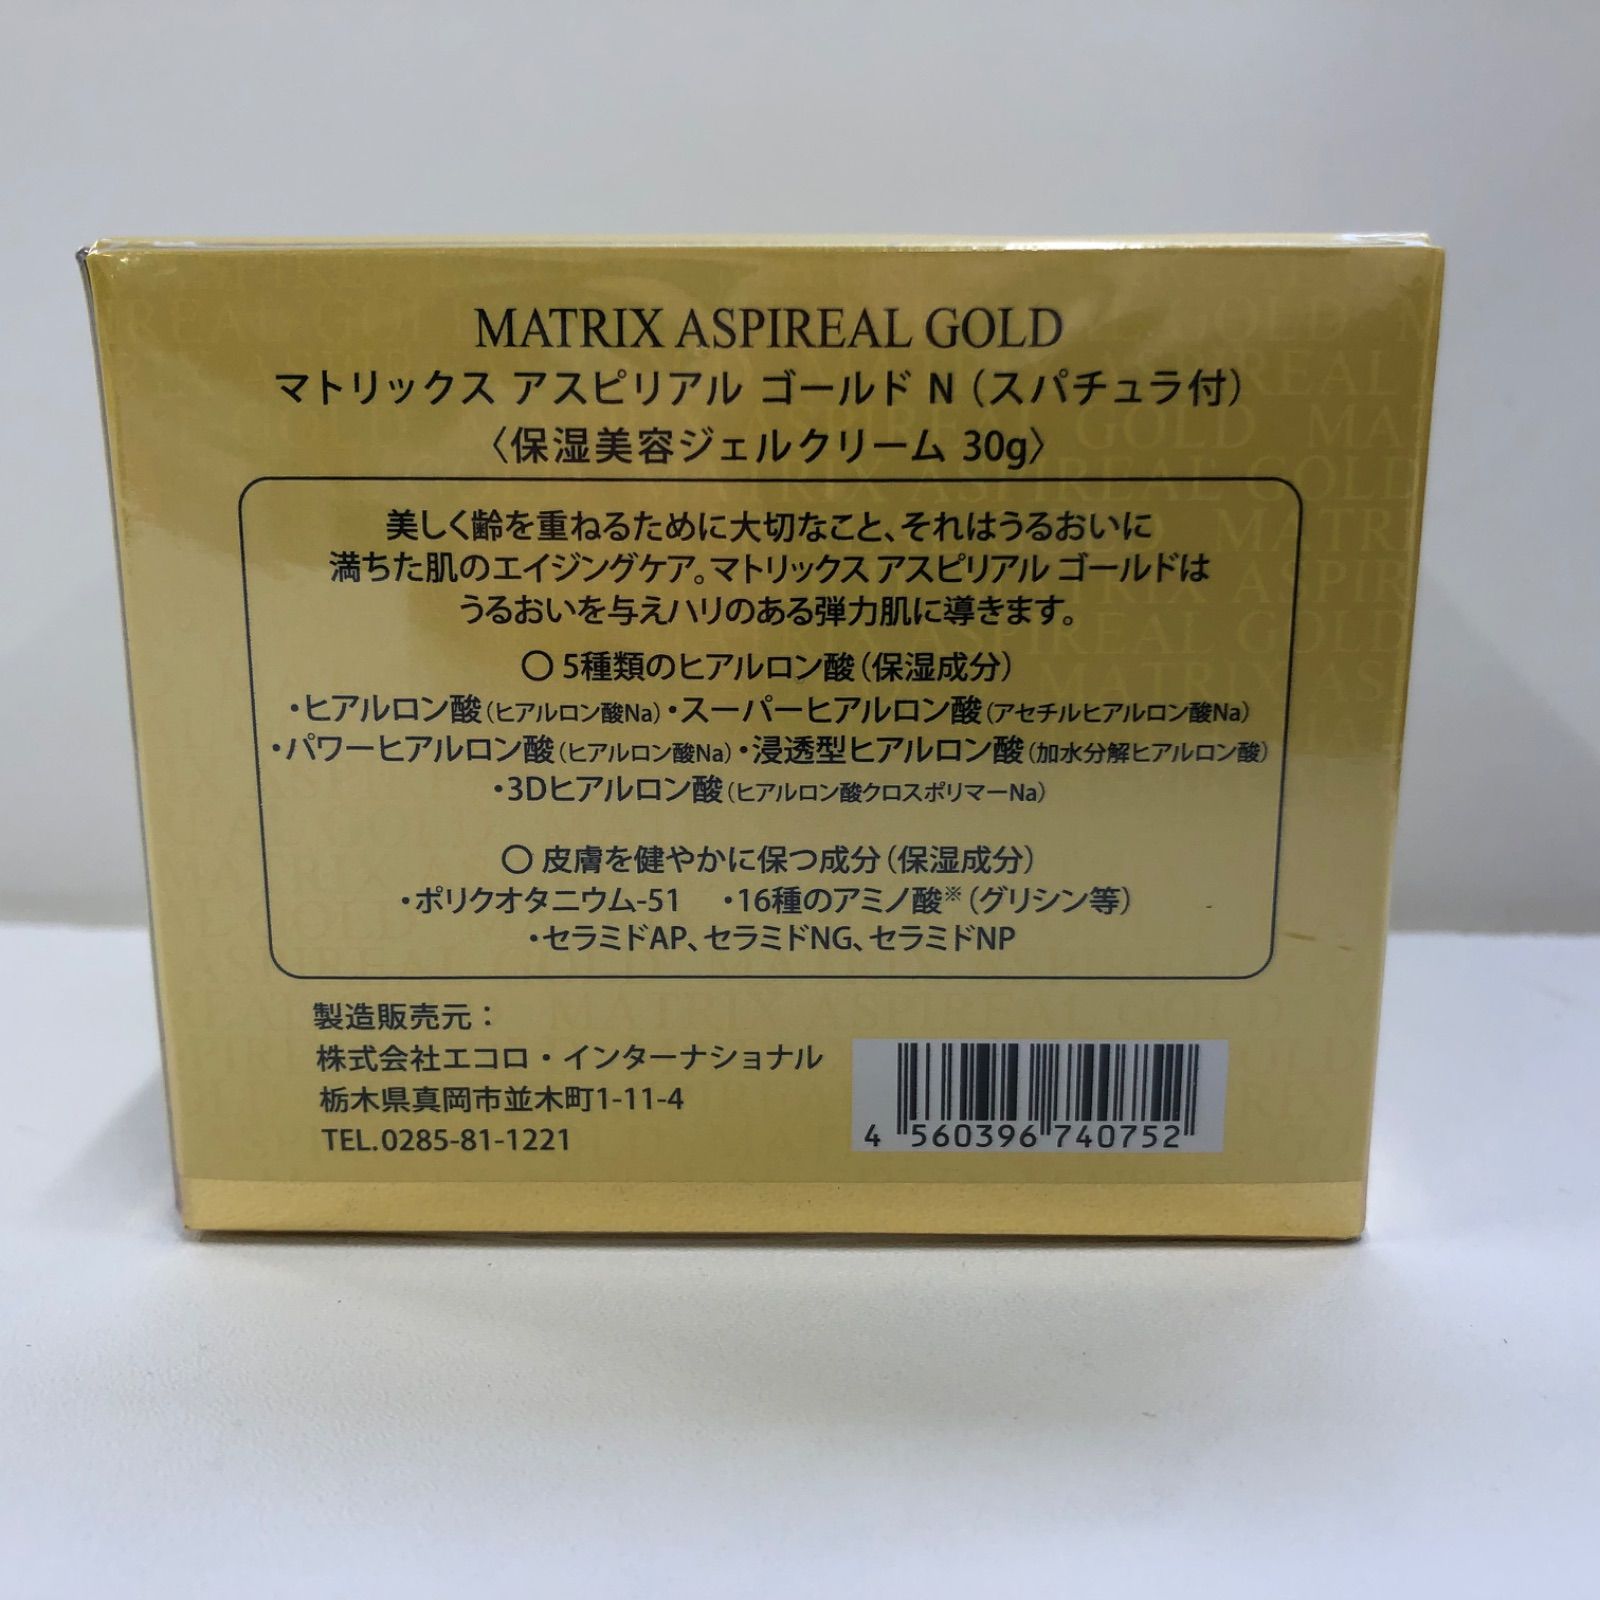 MATRIX ASPIREAL GOLD
マトリックス アスピリアル ゴールド N（スパチュラ付）
〈保湿美容ジェルクリーム 30g〉
美しく齢を重ねるために大切なこと、それはうるおいに
満ちた肌のエイジングケア。マトリックス アスピリアル ゴールドは
うるおいを与えハリのある弾力肌に導きます。
〇 5種類のヒアルロン酸（保湿成分）
・ヒアルロン酸（ヒアルロン酸Na）・スーパーヒアルロン酸（アセチルヒアルロン酸Na）
・パワーヒアルロン酸（ヒアルロン酸Na）・浸透型ヒアルロン酸（加水分解ヒアルロン酸）
・3Dヒアルロン酸（ヒアルロン酸クロスポリマーNa）
〇 皮膚を健やかに保つ成分（保湿成分）
・ポリクオタニウム-51 ・16種のアミノ酸※（グリシン等）
・セラミドAP、セラミドNG、セラミドNP
製造販売元：
株式会社エコロ・インターナショナル
栃木県真岡市並木町1-11-4
TEL.0285-81-1221
4 560396 740752